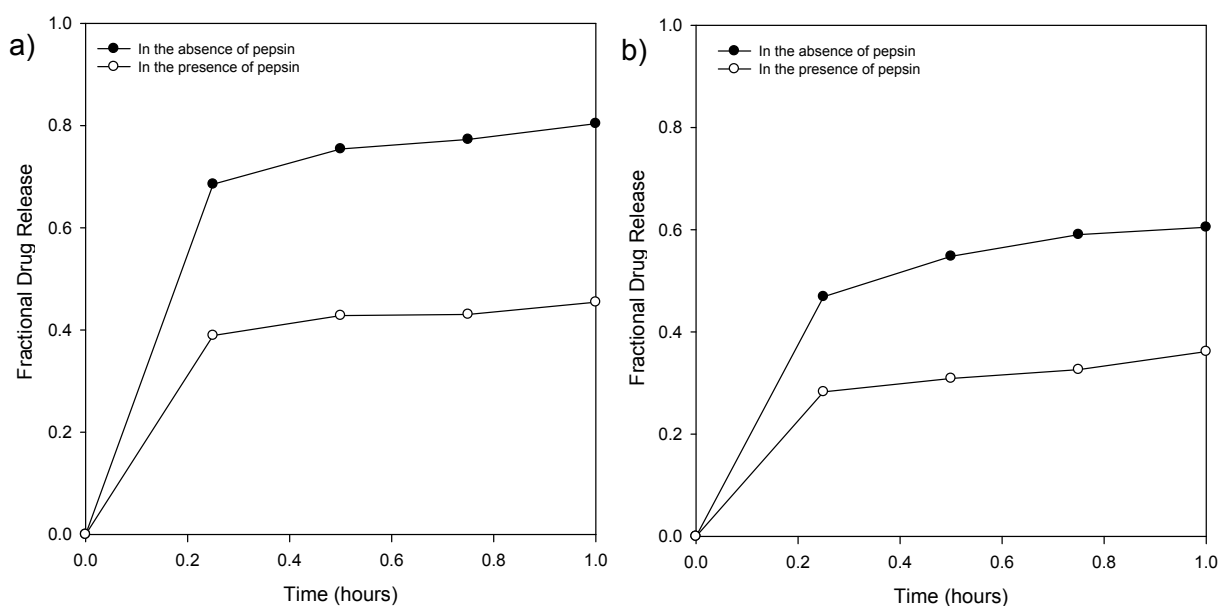 a)
1.0
0.8
0.6
0.4
0.2
0.0
Fractional Drug Release
In the absence of pepsin
In the presence of pepsin
0.0 0.2 0.4 0.6 0.8 1.0
Time (hours)
b)
1.0
0.8
0.6
0.4
0.2
0.0
Fractional Drug Release
In the absence of pepsin
In the presence of pepsin
0.0 0.2 0.4 0.6 0.8 1.0
Time (hours)